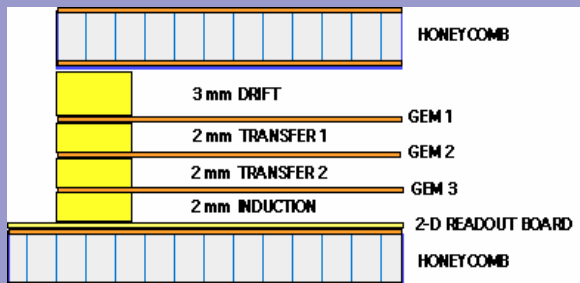 HONEYCOMB
3 mm DRIFT
GEM 1
2 mm TRANSFER 1
GEM 2
2 mm TRANSFER 2
GEM 3
2 mm INDUCTION
2-D READOUT BOARD
HONEYCOMB